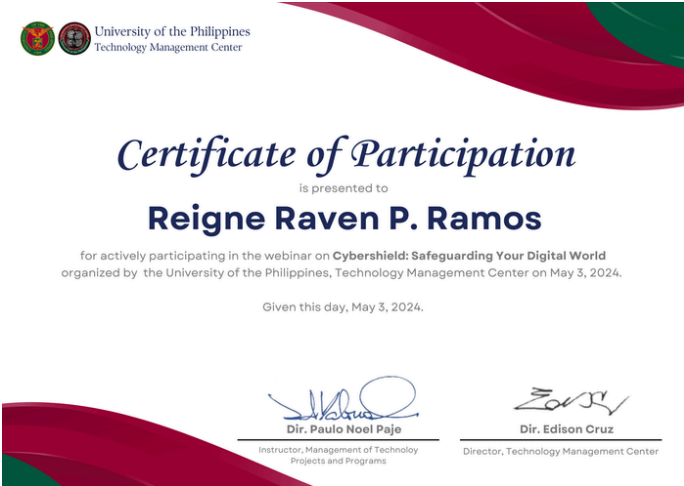 University of the Philippines
Technology Management Center
Certificate of Participation
is presented to
Reigne Raven P. Ramos
for actively participating in the webinar on Cybershield: Safeguarding Your Digital World
organized by the University of the Philippines, Technology Management Center on May 3, 2024.
Given this day, May 3, 2024.
Dir. Paulo Noel Paje
Instructor, Management of Technoloy
Projects and Programs
Dir. Edison Cruz
Director, Technology Management Center